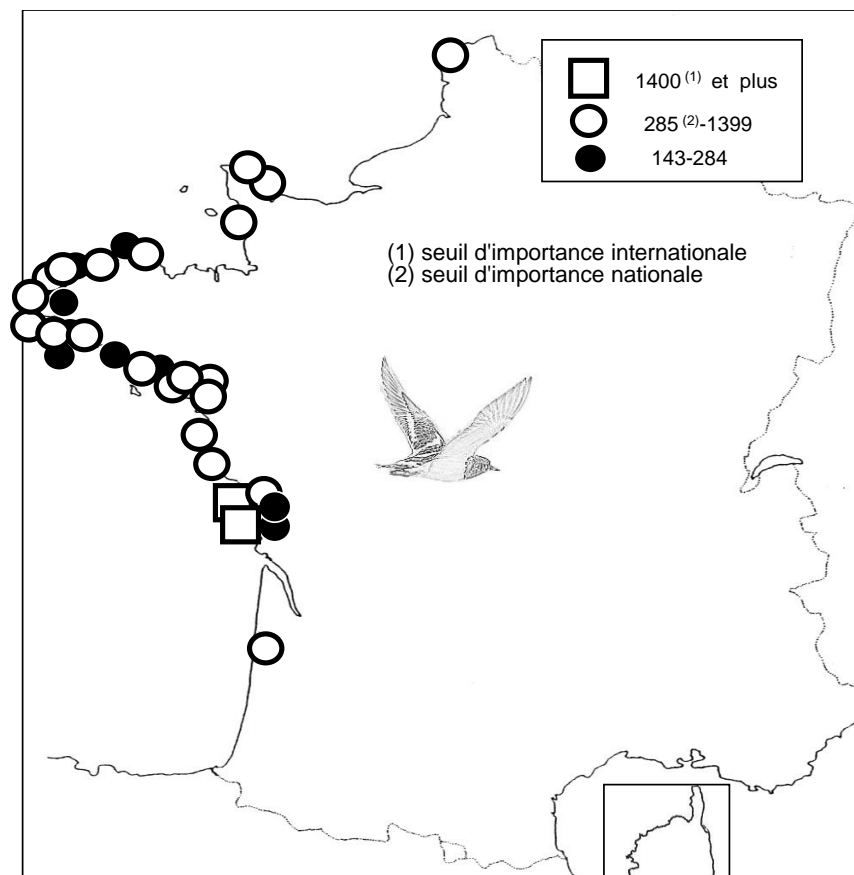 1400 (1) et plus
285 (2)-1399
143-284
(1) seuil d'importance internationale
(2) seuil d'importance nationale